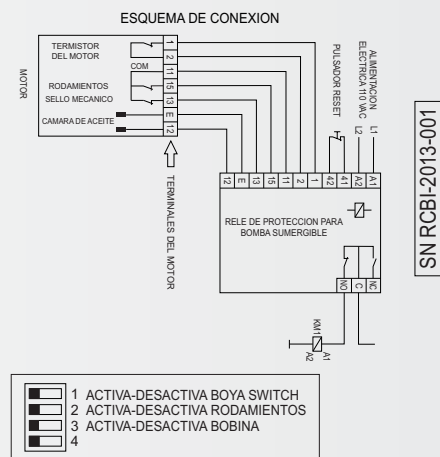 ESQUEMA DE CONEXION
TERMISTOR
DEL MOTOR
COM
RODAMIENTOS
SELLO MECANICO
CAMARA DE ACEITE
MOTOR
1
2
11
15
13
E
12
TERMINALES DEL MOTOR
PULSADOR RESET
ALIMENTACION
ELECTRICA 110 VAC
L2
L1
12
E
13
15
11
2
1
42
41
A2
A1
RELE DE PROTECCION PARA
BOMBA SUMERGIBLE
NO
C
NC
KM1
A1
A2
SN RCBI-2013-001
1 ACTIVA-DESACTIVA BOYA SWITCH
2 ACTIVA-DESACTIVA RODAMIENTOS
3 ACTIVA-DESACTIVA BOBINA
4